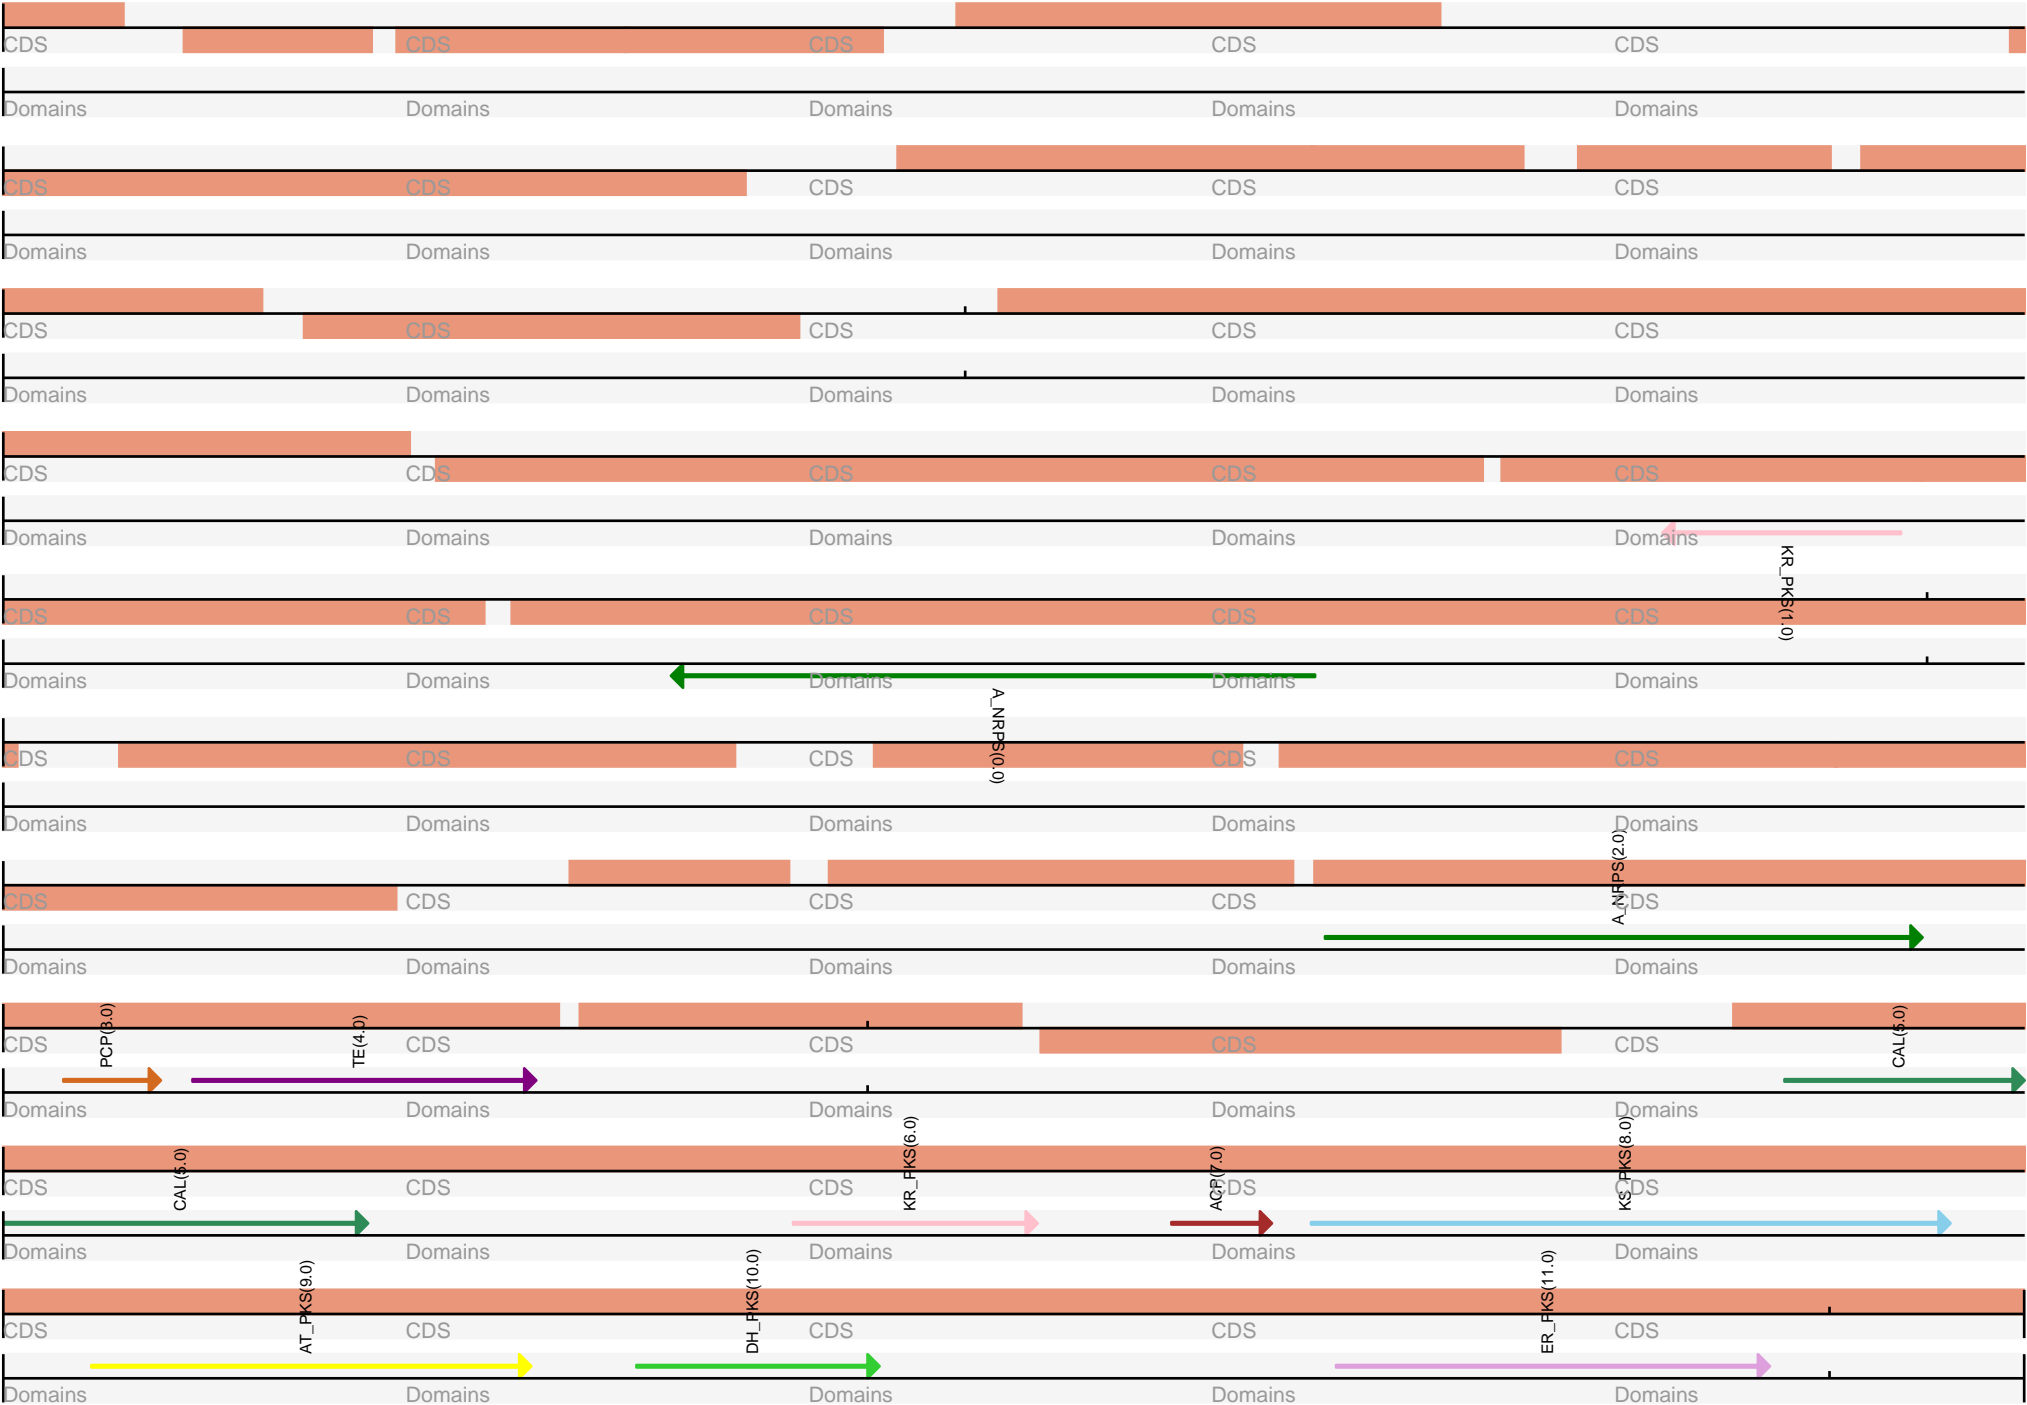 CDS CDS CDS CDS CDS
Domains Domains Domains Domains Domains
CDS CDS CDS CDS CDS
Domains Domains Domains Domains Domains
CDS CDS CDS CDS CDS
Domains Domains Domains Domains Domains
CDS CDS CDS CDS CDS
Domains Domains Domains Domains Domains
KR_PKS(1.0)
CDS CDS CDS CDS CDS
Domains Domains Domains Domains Domains
A_NRPS(0.0)
CDS CDS CDS CDS CDS
Domains Domains Domains Domains Domains
A_NRPS(2.0)
CDS CDS CDS CDS CDS
Domains Domains Domains Domains Domains
PCP(3.0) TE(4.0) CAL(5.0)
CDS CDS CDS CDS CDS
Domains Domains Domains Domains Domains
CAL(5.0) KR_PKS(6.0) ACP(7.0) KS_PKS(8.0)
CDS CDS CDS CDS CDS
Domains Domains Domains Domains Domains
AT_PKS(9.0) DH_PKS(10.0) ER_PKS(11.0)
CDS CDS CDS CDS CDS
Domains Domains Domains Domains Domains